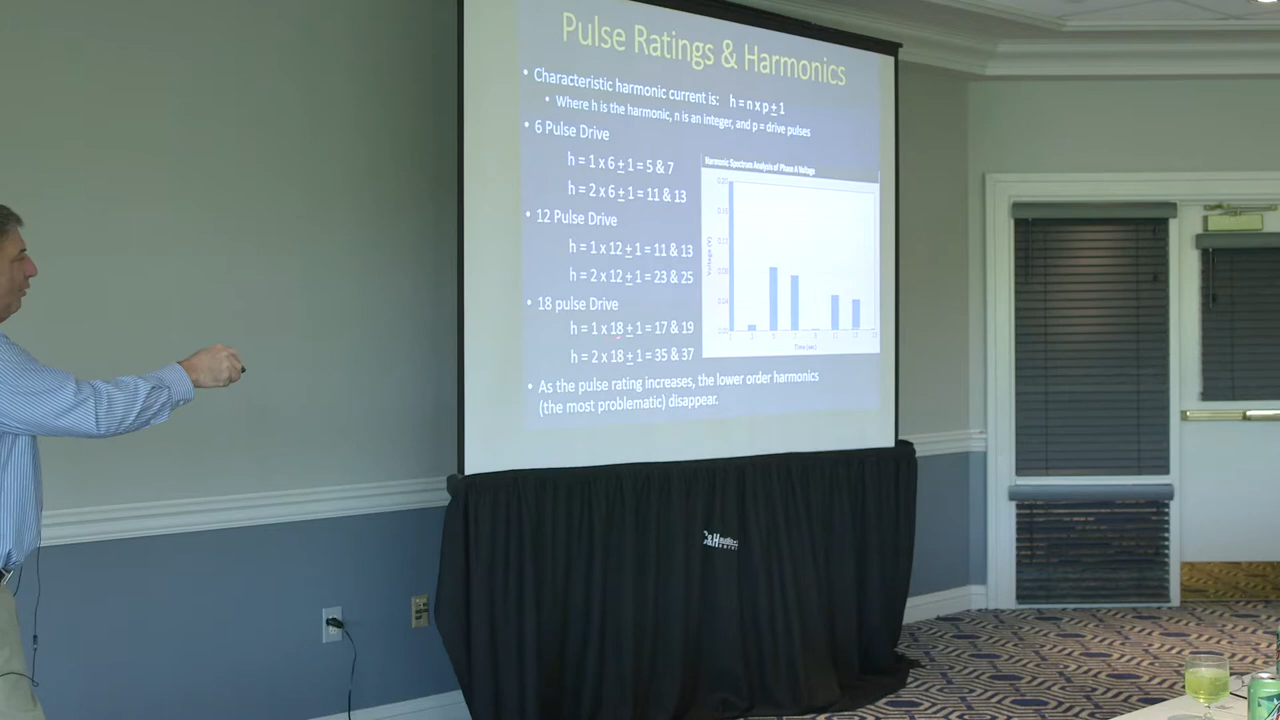 Pulse Ratings & Harmonics
• Characteristic harmonic current is: h = n x p ± 1
• Where h is the harmonic, n is an integer, and p = drive pulses
• 6 Pulse Drive
h = 1 x 6 ± 1 = 5 & 7
h = 2 x 6 ± 1 = 11 & 13
• 12 Pulse Drive
h = 1 x 12 ± 1 = 11 & 13
h = 2 x 12 ± 1 = 23 & 25
• 18 pulse Drive
h = 1 x 18 ± 1 = 17 & 19
h = 2 x 18 ± 1 = 35 & 37
• As the pulse rating increases, the lower order harmonics
(the most problematic) disappear.
Harmonic Spectrum Analysis of Phase A Voltage
Voltage (V)
Time (sec)
C&H